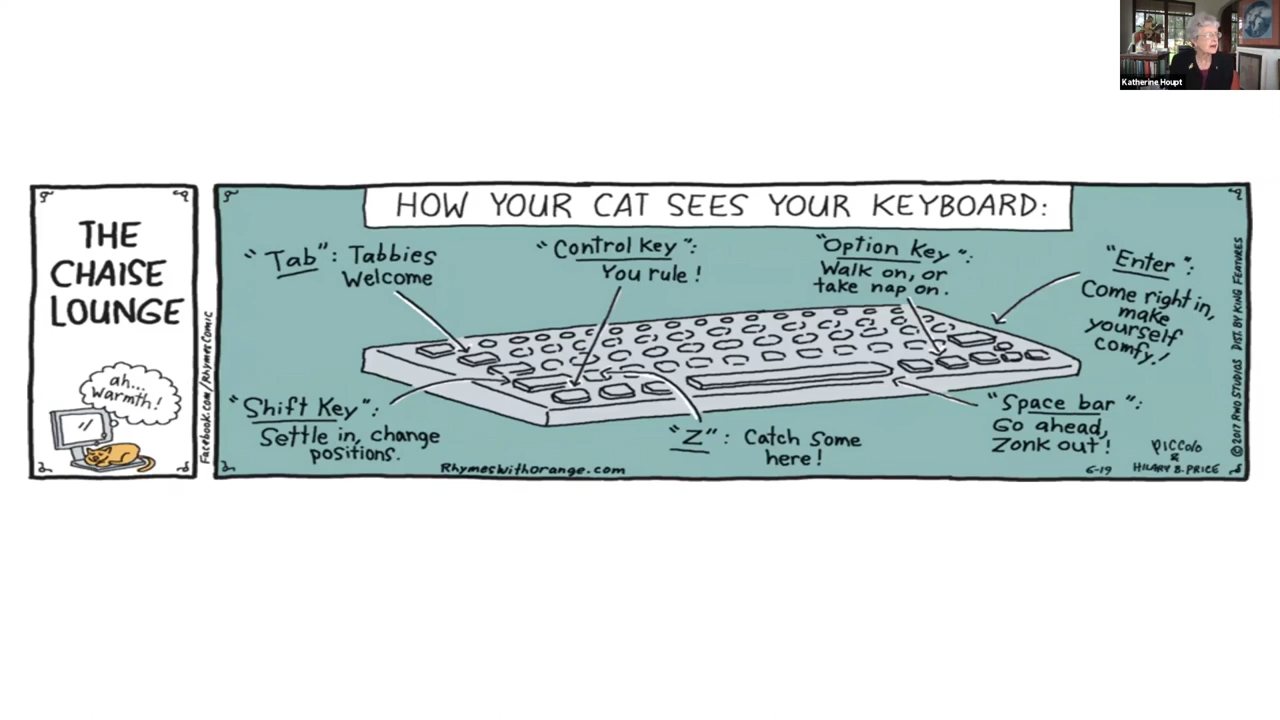 Katherine Houpt
THE
CHAISE
LOUNGE
ah...
warmth!
Facebook.com/RhymesComic
HOW YOUR CAT SEES YOUR KEYBOARD:
"Tab": Tabbies
Welcome
"Control Key":
You rule!
"Option Key":
Walk on, or
take nap on.
"Enter":
Come right in,
make
yourself
comfy!
"Shift Key":
Settle in, change
positions.
"Z": Catch some
here!
"Space bar":
Go ahead,
Zonk out!
RhymeswithOrange.com
6-19
PICCOLO
&
HILARY B. PRICE
©2017 RWO STUDIOS DIST. BY KING FEATURES